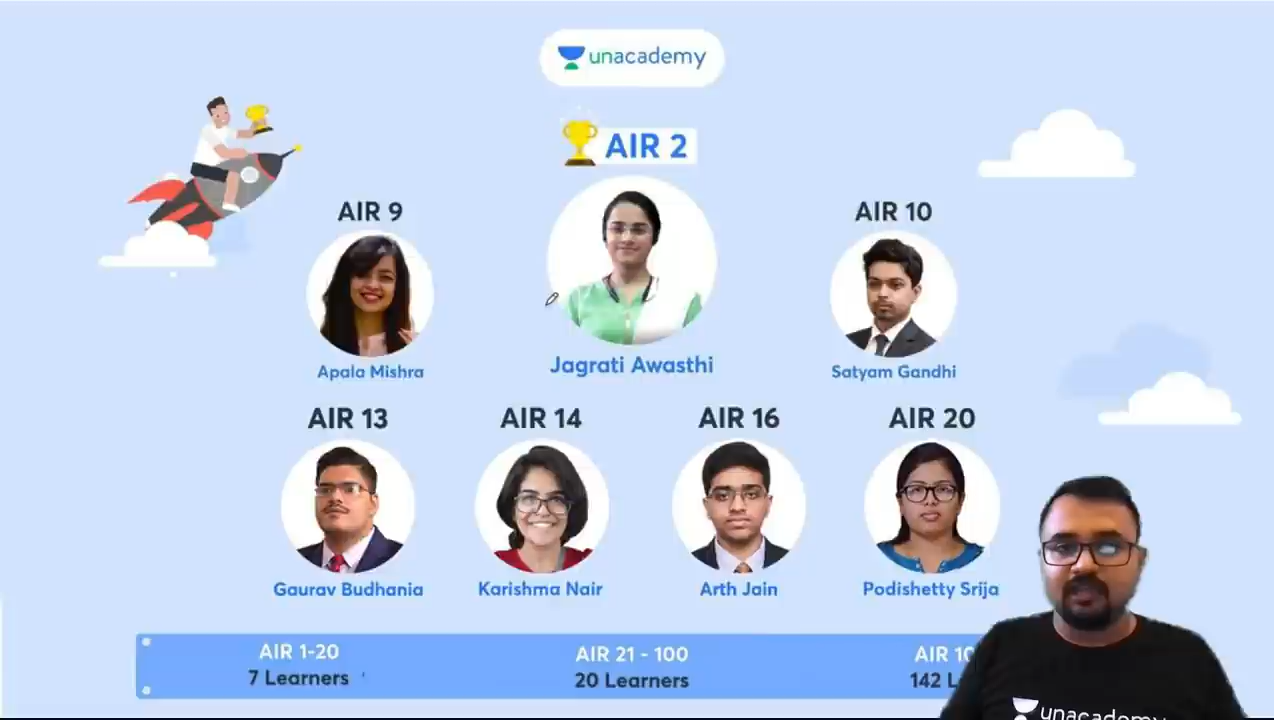 unacademy
AIR 2
AIR 9
AIR 10
Apala Mishra
Jagrati Awasthi
Satyam Gandhi
AIR 13
AIR 14
AIR 16
AIR 20
Gaurav Budhania
Karishma Nair
Arth Jain
Podishetty Srija
AIR 1-20
AIR 21 - 100
AIR
7 Learners
20 Learners
142
unacademy